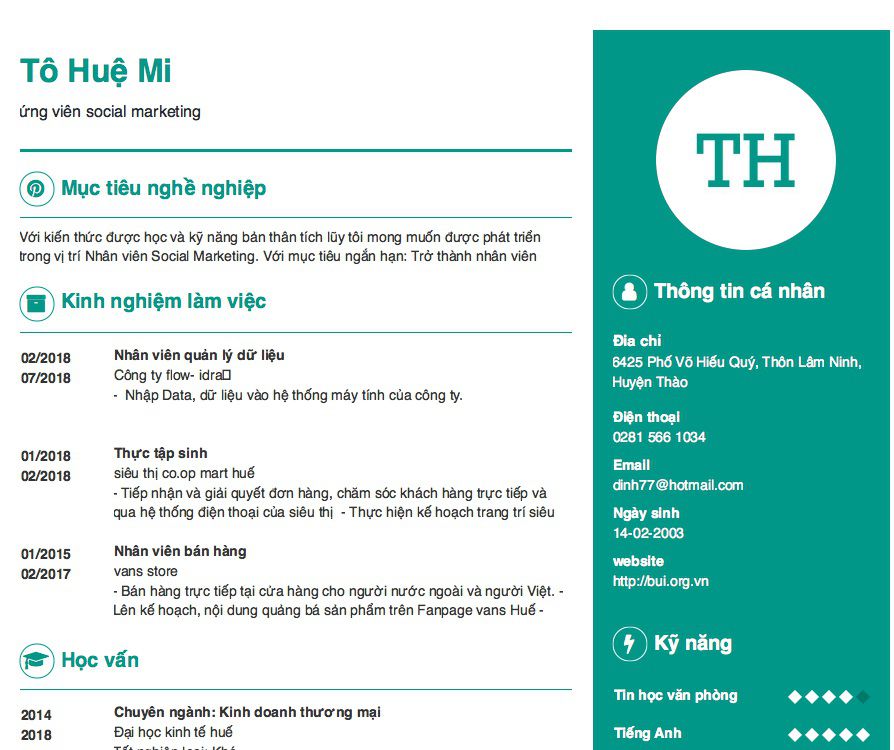 Tô Huệ Mi
ứng viên social marketing
Mục tiêu nghề nghiệp
Với kiến thức được học và kỹ năng bản thân tích lũy tôi mong muốn được phát triển
trong vị trí Nhân viên Social Marketing. Với mục tiêu ngắn hạn: Trở thành nhân viên
Kinh nghiệm làm việc
02/2018
07/2018
Nhân viên quản lý dữ liệu
Công ty flow- idra
- Nhập Data, dữ liệu vào hệ thống máy tính của công ty.
01/2018
02/2018
Thực tập sinh
siêu thị co.op mart huế
- Tiếp nhận và giải quyết đơn hàng, chăm sóc khách hàng trực tiếp và
qua hệ thống điện thoại của siêu thị - Thực hiện kế hoạch trang trí siêu
01/2015
02/2017
Nhân viên bán hàng
vans store
- Bán hàng trực tiếp tại cửa hàng cho người nước ngoài và người Việt. -
Lên kế hoạch, nội dung quảng bá sản phẩm trên Fanpage vans Huế -
Học vấn
2014
2018
Chuyên ngành: Kinh doanh thương mại
Đại học kinh tế huế
Tốt nghiệp loại: Khá
TH
Thông tin cá nhân
Địa chỉ
6425 Phố Võ Hiếu Quý, Thôn Lâm Ninh,
Huyện Thào
Điện thoại
0281 566 1034
Email
dinh77@hotmail.com
Ngày sinh
14-02-2003
website
http://bui.org.vn
Kỹ năng
Tin học văn phòng
Tiếng Anh